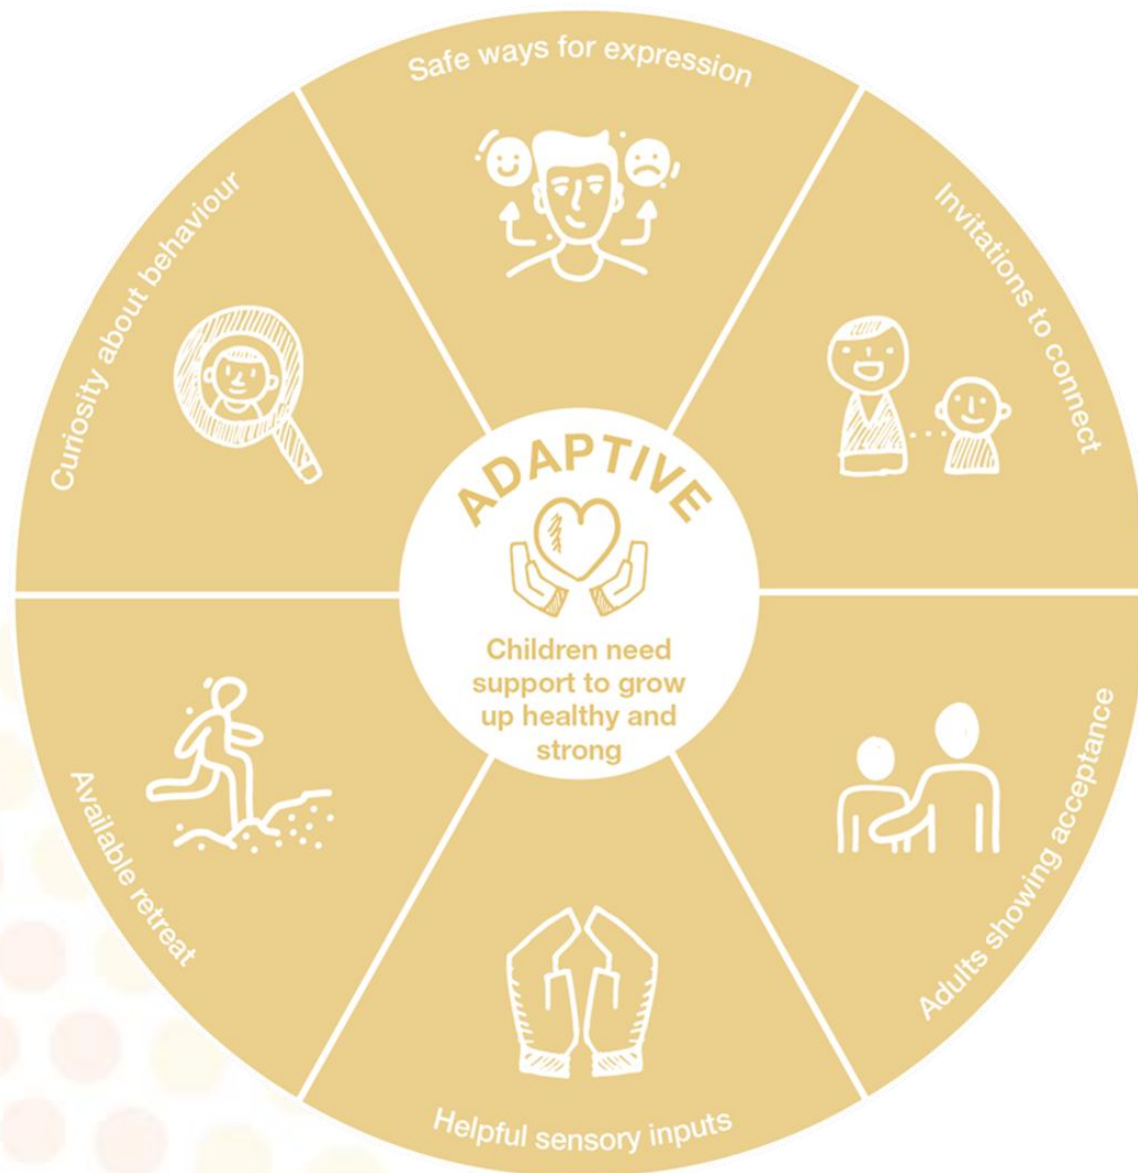 Safe ways for expression
Invitations to connect
Adults showing acceptance
Helpful sensory inputs
Available retreat
Curiosity about behaviour
ADAPTIVE
Children need
support to grow
up healthy and
strong